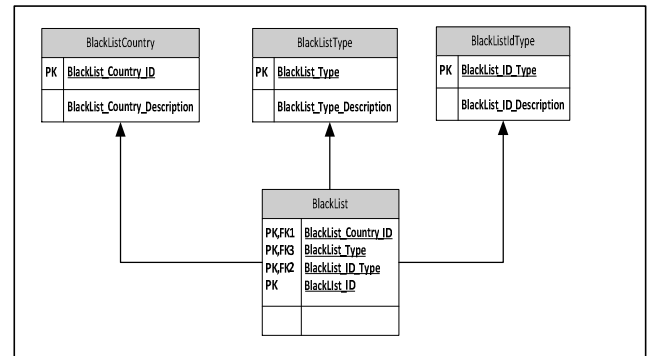 BlackListCountry
PK BlackList_Country_ID
BlackList_Country_Description
BlackListType
PK BlackList_Type
BlackList_Type_Description
BlackListIdType
PK BlackList_ID_Type
BlackList_ID_Description
BlackList
PK,FK1 BlackList_Country_ID
PK,FK3 BlackList_Type
PK,FK2 BlackList_ID_Type
PK BlackList_ID